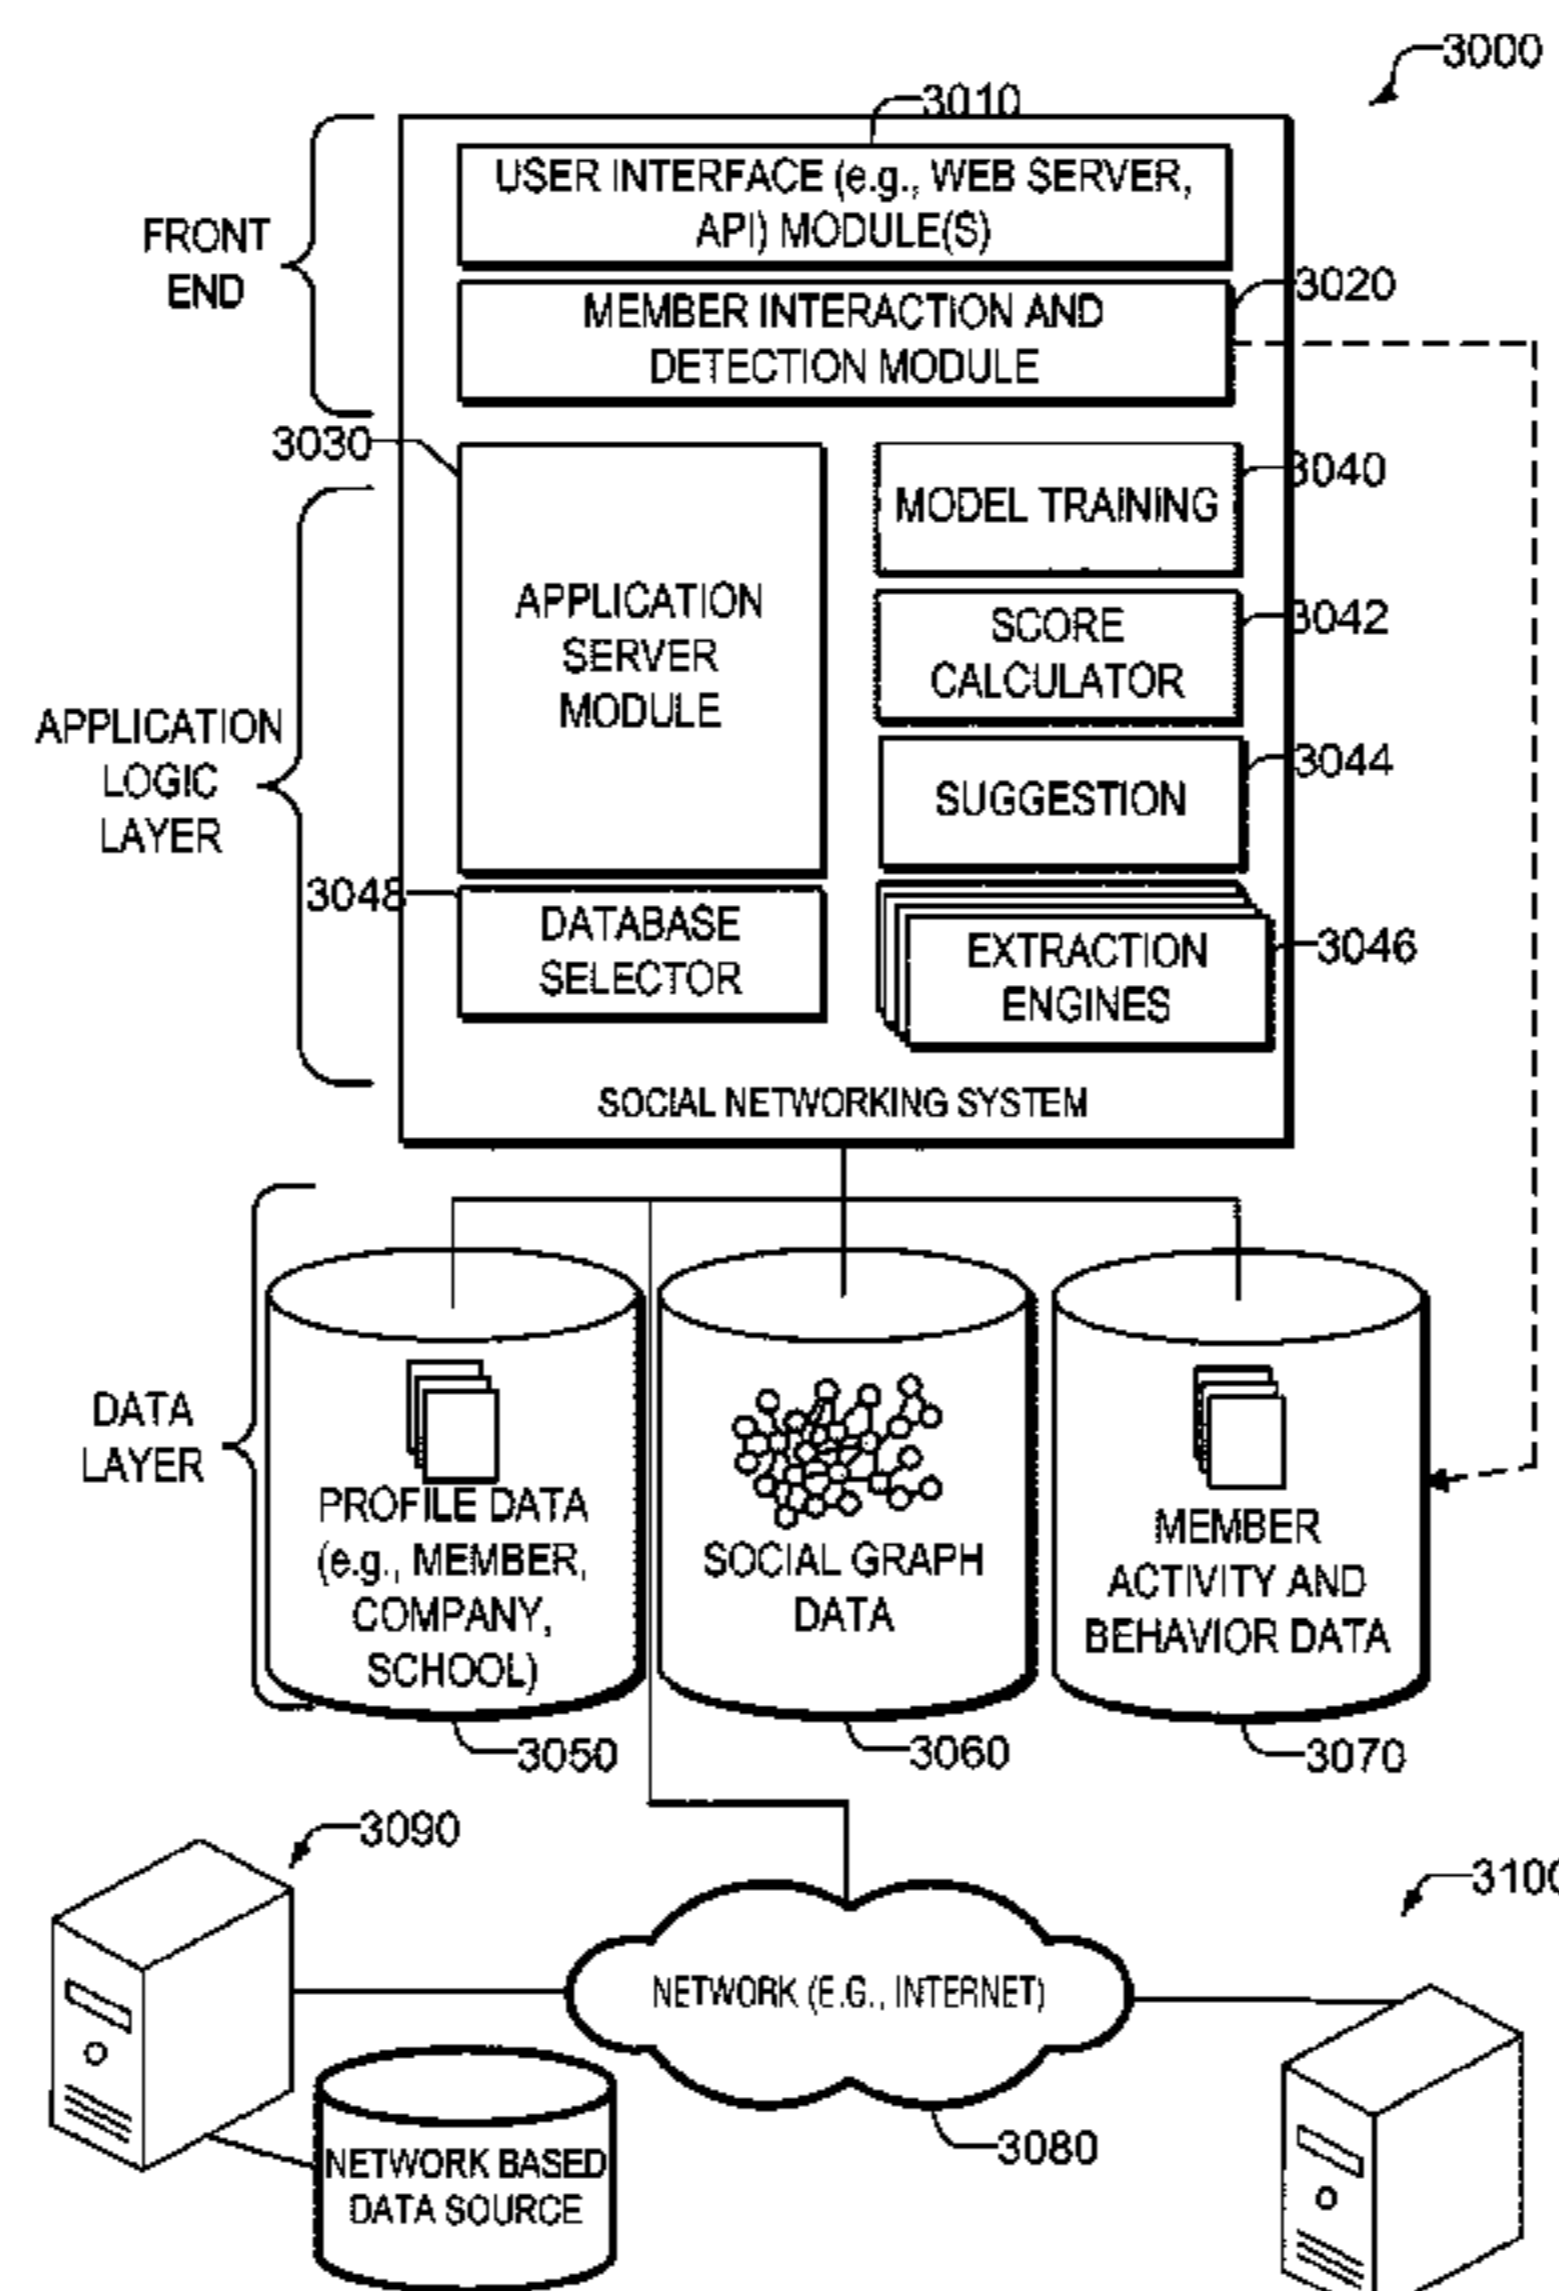 3000
3010
USER INTERFACE (e.g., WEB SERVER,
API) MODULE(S)
FRONT
END
3020
MEMBER INTERACTION AND
DETECTION MODULE
3030
3040
MODEL TRAINING
APPLICATION
SERVER
MODULE
3042
SCORE
CALCULATOR
APPLICATION
LOGIC
LAYER
3044
SUGGESTION
3048
DATABASE
SELECTOR
3046
EXTRACTION
ENGINES
SOCIAL NETWORKING SYSTEM
DATA
LAYER
PROFILE DATA
(e.g., MEMBER,
COMPANY,
SCHOOL)
SOCIAL GRAPH
DATA
MEMBER
ACTIVITY AND
BEHAVIOR DATA
3050
3060
3070
3090
3100
NETWORK (E.G., INTERNET)
3080
NETWORK BASED
DATA SOURCE